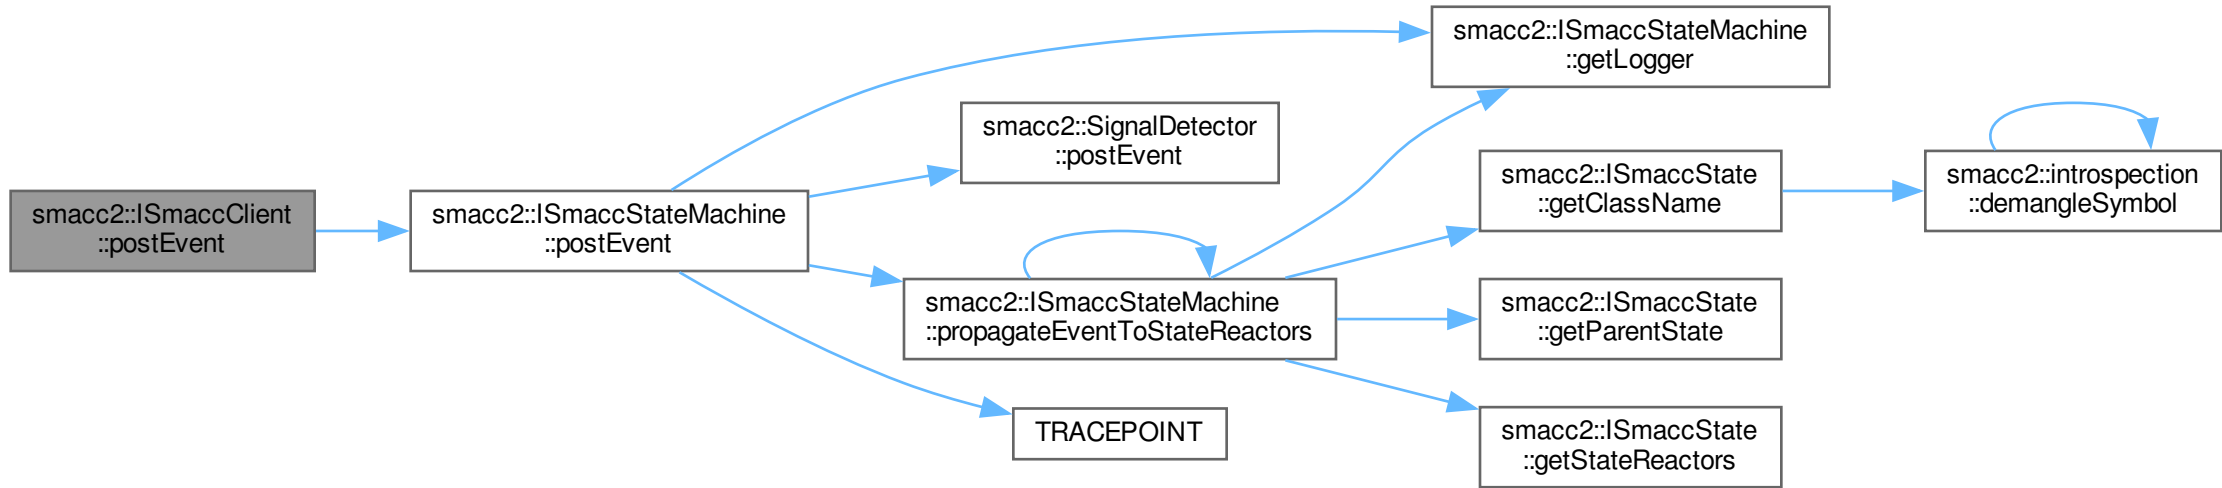 smacc2::ISmaccClient
::postEvent
smacc2::ISmaccStateMachine
::postEvent
smacc2::ISmaccStateMachine
::getLogger
smacc2::SignalDetector
::postEvent
smacc2::ISmaccStateMachine
::propagateEventToStateReactors
TRACEPOINT
smacc2::ISmaccState
::getClassName
smacc2::introspection
::demangleSymbol
smacc2::ISmaccState
::getParentState
smacc2::ISmaccState
::getStateReactors